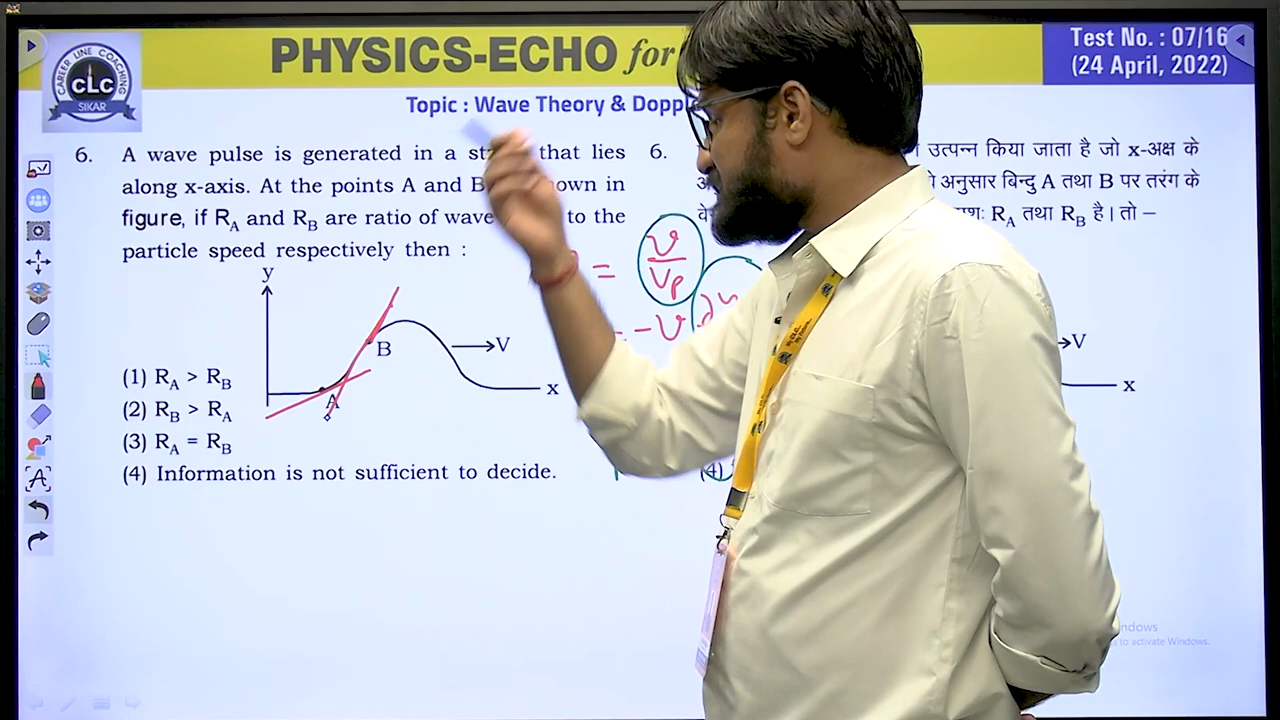 PHYSICS-ECHO for
Test No. : 07/16
(24 April, 2022)
CAREER LINE COACHING
CLC
SIKAR
Topic : Wave Theory &
6. A wave pulse is generated in a that lies
along x-axis. At the points A and B in
figure, if RA and RB are ratio of wave to the
particle speed respectively then :
y
B
V
A
x
(1) RA > RB
(2) RB > RA
(3) RA = RB
(4) Information is not sufficient to decide.
6.
उत्पन्न किया जाता है जो x-अक्ष के
अनुसार बिन्दु A तथा B पर तरंग के
RA तथा RB है। तो –
= v/vp
= -v
V
x
(4)
to activate Windows.